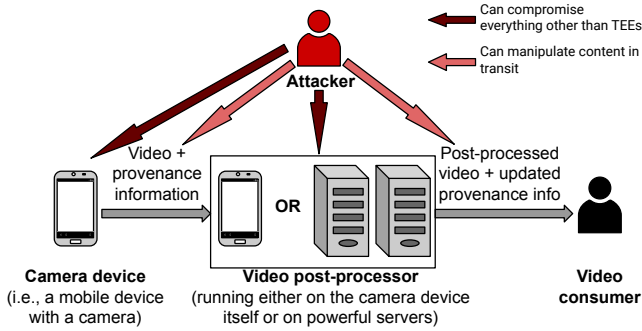 Can compromise
everything other than TEEs
Can manipulate content in
transit
Attacker
Video +
provenance
information
OR
Post-processed
video + updated
provenance info
Camera device
(i.e., a mobile device
with a camera)
Video post-processor
(running either on the camera device
itself or on powerful servers)
Video
consumer